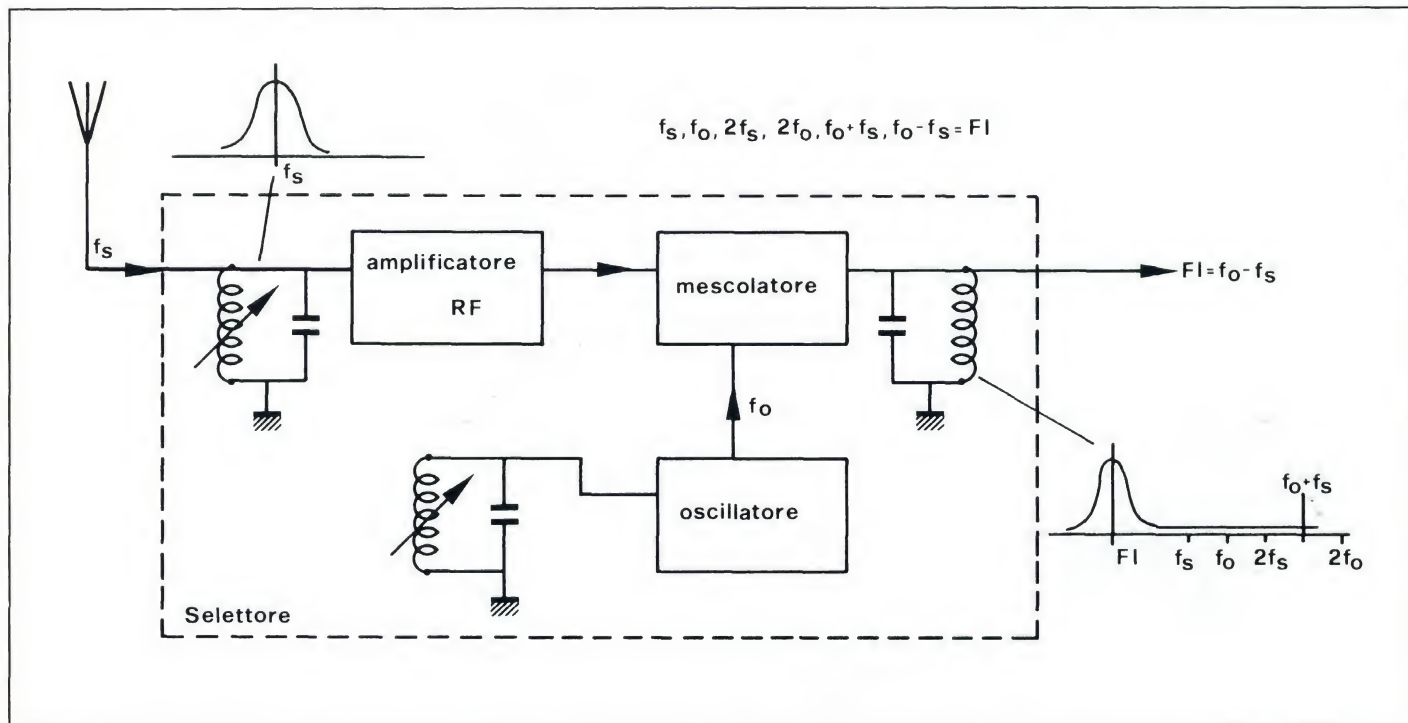 fs, fo, 2fs, 2fo, fo+fs, fo-fs=FI
fs
fs
amplificatore
RF
mescolatore
FI=fo-fs
fo
oscillatore
fo+fs
FI fs fo 2fs 2fo
Selettore